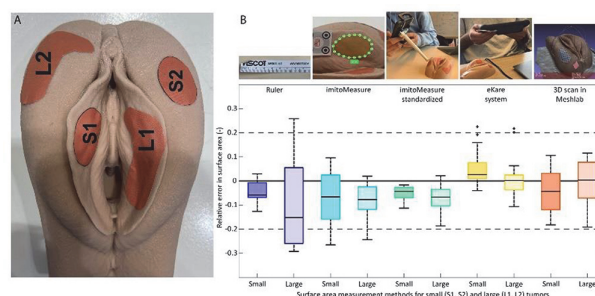 A
L2
S2
S1
L1
B
VISCOT
Ruler
imitoMeasure
imitoMeasure
standardized
eKare
system
3D scan in
Meshlab
Relative error in surface area (-)
0.3
0.2
0.1
0
-0.1
-0.2
-0.3
Small Large Small Large Small Large Small Large Small Large
Surface area measurement methods for small (S1, S2) and large (L1, L2) tumors